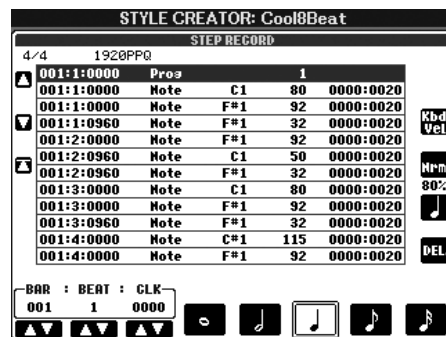 STYLE CREATOR: Cool8Beat
STEP RECORD
4/4 1920PPQ
001:1:0000 Prog 1
001:1:0000 Note C1 80 0000:0020
001:1:0000 Note F#1 92 0000:0020
001:1:0960 Note F#1 32 0000:0020
001:2:0000 Note F#1 92 0000:0020
001:2:0960 Note C1 50 0000:0020
001:2:0960 Note F#1 32 0000:0020
001:3:0000 Note C1 80 0000:0020
001:3:0000 Note F#1 92 0000:0020
001:3:0960 Note F#1 32 0000:0020
001:4:0000 Note C#1 115 0000:0020
001:4:0000 Note F#1 92 0000:0020
Kbd
Vel
Nrm
80%
DEL
BAR : BEAT : CLK
001 1 0000